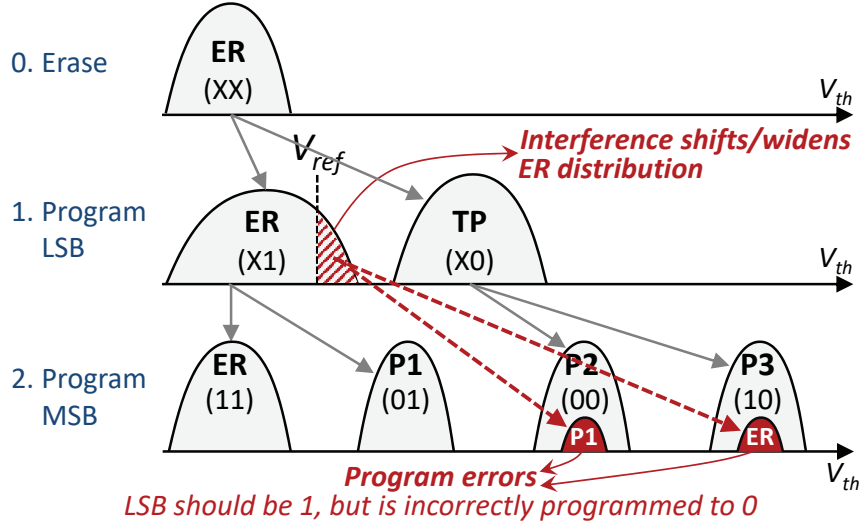 0. Erase
ER
(XX)
V_th
V_ref
Interference shifts/widens
ER distribution
1. Program
LSB
ER
(X1)
TP
(X0)
V_th
2. Program
MSB
ER
(11)
P1
(01)
P2
(00)
P3
(10)
P1
ER
V_th
Program errors
LSB should be 1, but is incorrectly programmed to 0